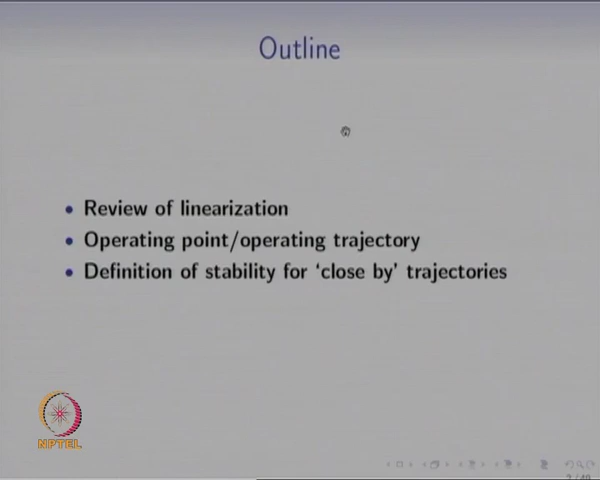 Outline
• Review of linearization
• Operating point/operating trajectory
• Definition of stability for ‘close by’ trajectories
NPTEL